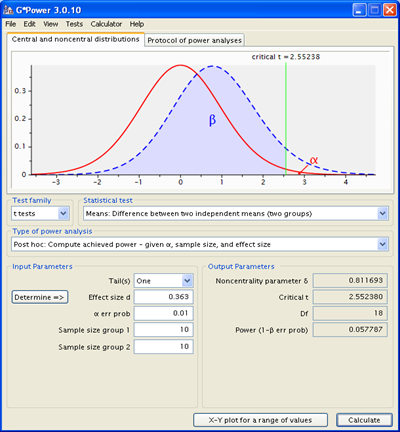 G*Power 3.0.10
File Edit View Tests Calculator Help
Central and noncentral distributions Protocol of power analyses
critical t = 2.55238
0.3
0.2
0.1
0
β
α
-3 -2 -1 0 1 2 3 4
Test family Statistical test
t tests Means: Difference between two independent means (two groups)
Type of power analysis
Post hoc: Compute achieved power - given α, sample size, and effect size
Input Parameters Output Parameters
Tail(s) One Noncentrality parameter δ 0.811693
Determine => Effect size d 0.363 Critical t 2.552380
α err prob 0.01 Df 18
Sample size group 1 10 Power (1-β err prob) 0.057787
Sample size group 2 10
X-Y plot for a range of values Calculate